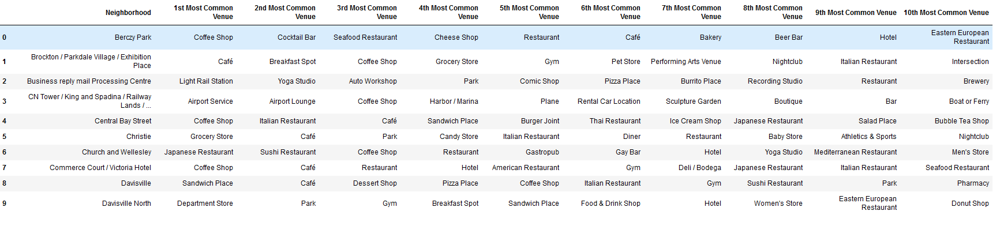 Neighborhood 1st Most Common Venue 2nd Most Common Venue 3rd Most Common Venue 4th Most Common Venue 5th Most Common Venue 6th Most Common Venue 7th Most Common Venue 8th Most Common Venue 9th Most Common Venue 10th Most Common Venue
0 Berczy Park Coffee Shop Cocktail Bar Seafood Restaurant Cheese Shop Restaurant Café Bakery Beer Bar Hotel Eastern European Restaurant
1 Brockton / Parkdale Village / Exhibition Place Café Breakfast Spot Coffee Shop Grocery Store Gym Pet Store Performing Arts Venue Nightclub Italian Restaurant Intersection
2 Business reply mail Processing Centre Light Rail Station Yoga Studio Auto Workshop Park Comic Shop Pizza Place Burrito Place Recording Studio Restaurant Brewery
3 CN Tower / King and Spadina / Railway Lands / ... Airport Service Airport Lounge Coffee Shop Harbor / Marina Plane Rental Car Location Sculpture Garden Boutique Bar Boat or Ferry
4 Central Bay Street Coffee Shop Italian Restaurant Café Sandwich Place Burger Joint Thai Restaurant Ice Cream Shop Japanese Restaurant Salad Place Bubble Tea Shop
5 Christie Grocery Store Café Park Candy Store Italian Restaurant Diner Restaurant Baby Store Athletics & Sports Nightclub
6 Church and Wellesley Japanese Restaurant Sushi Restaurant Coffee Shop Restaurant Gastropub Gay Bar Hotel Yoga Studio Mediterranean Restaurant Men's Store
7 Commerce Court / Victoria Hotel Coffee Shop Café Restaurant Hotel American Restaurant Gym Deli / Bodega Japanese Restaurant Italian Restaurant Seafood Restaurant
8 Davisville Sandwich Place Café Dessert Shop Pizza Place Coffee Shop Italian Restaurant Gym Sushi Restaurant Park Pharmacy
9 Davisville North Department Store Park Gym Breakfast Spot Sandwich Place Food & Drink Shop Hotel Women's Store Eastern European Restaurant Donut Shop